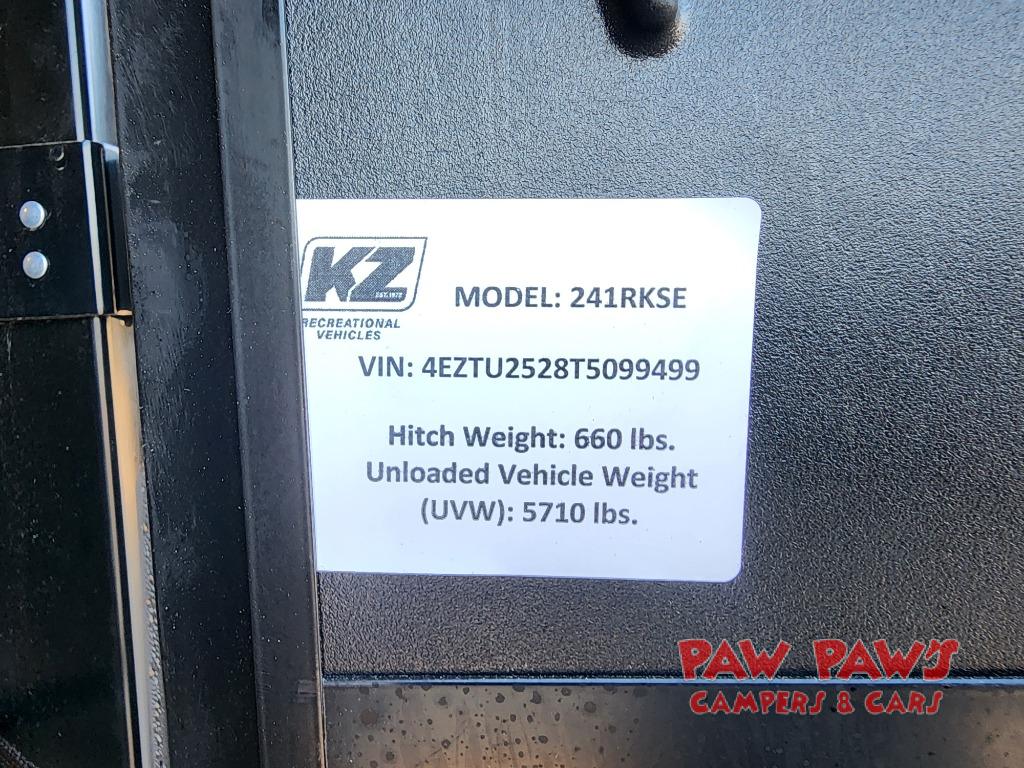 KZ
EST. 1972
RECREATIONAL
VEHICLES
MODEL: 241RKSE
VIN: 4EZTU2528T5099499
Hitch Weight: 660 lbs.
Unloaded Vehicle Weight
(UVW): 5710 lbs.
PAW PAW'S
CAMPERS & CARS